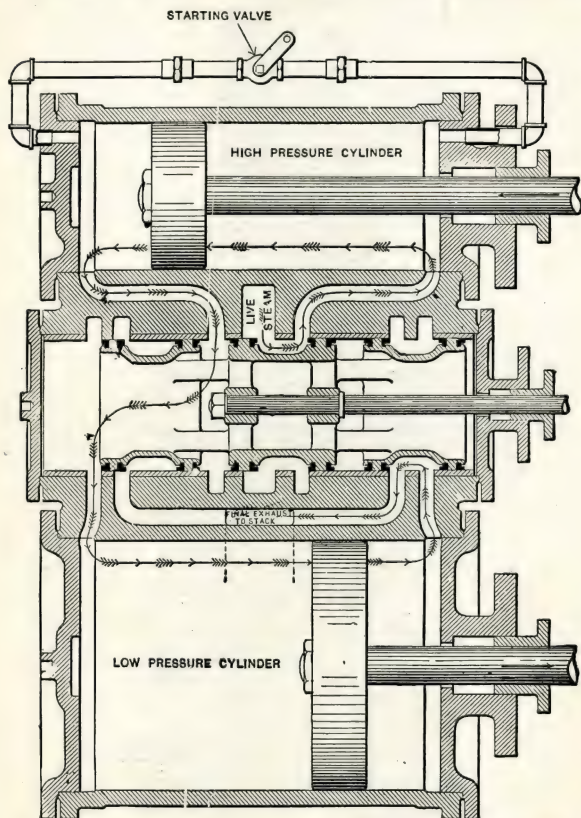 STARTING VALVE
HIGH PRESSURE CYLINDER
LIVE
STEAM
FINAL EXHAUST
TO STACK
LOW PRESSURE CYLINDER